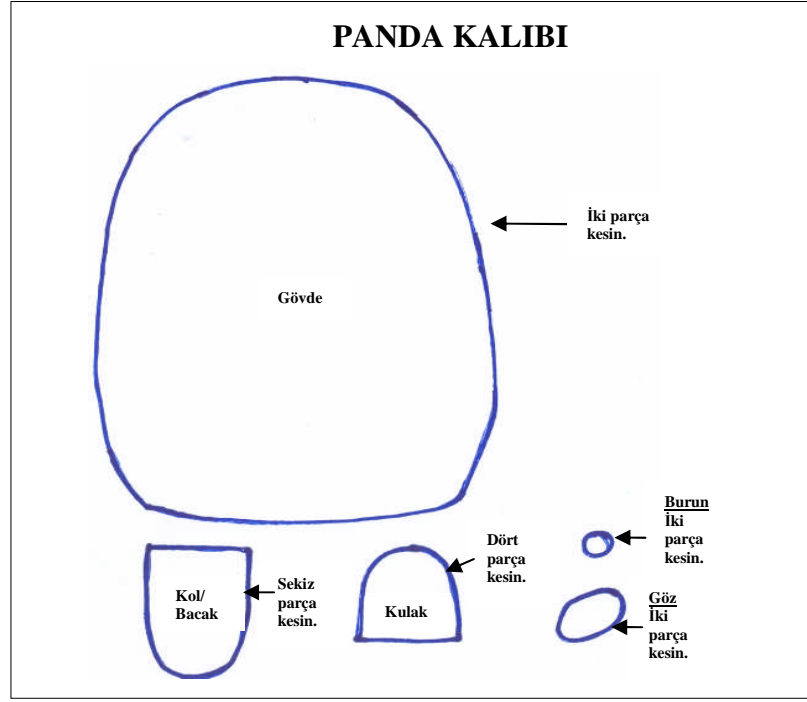 PANDA KALIBI
İki parça
kesin.
Gövde
Burun
İki
parça
kesin.
Dört
parça
kesin.
Kol/
Bacak
Sekiz
parça
kesin.
Kulak
Göz
İki
parça
kesin.